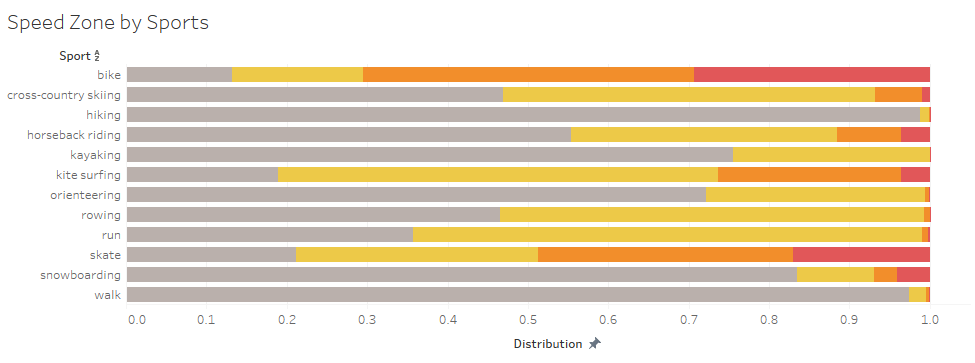 Speed Zone by Sports
Sport
bike
cross-country skiing
hiking
horseback riding
kayaking
kite surfing
orienteering
rowing
run
skate
snowboarding
walk
0.0 0.1 0.2 0.3 0.4 0.5 0.6 0.7 0.8 0.9 1.0
Distribution